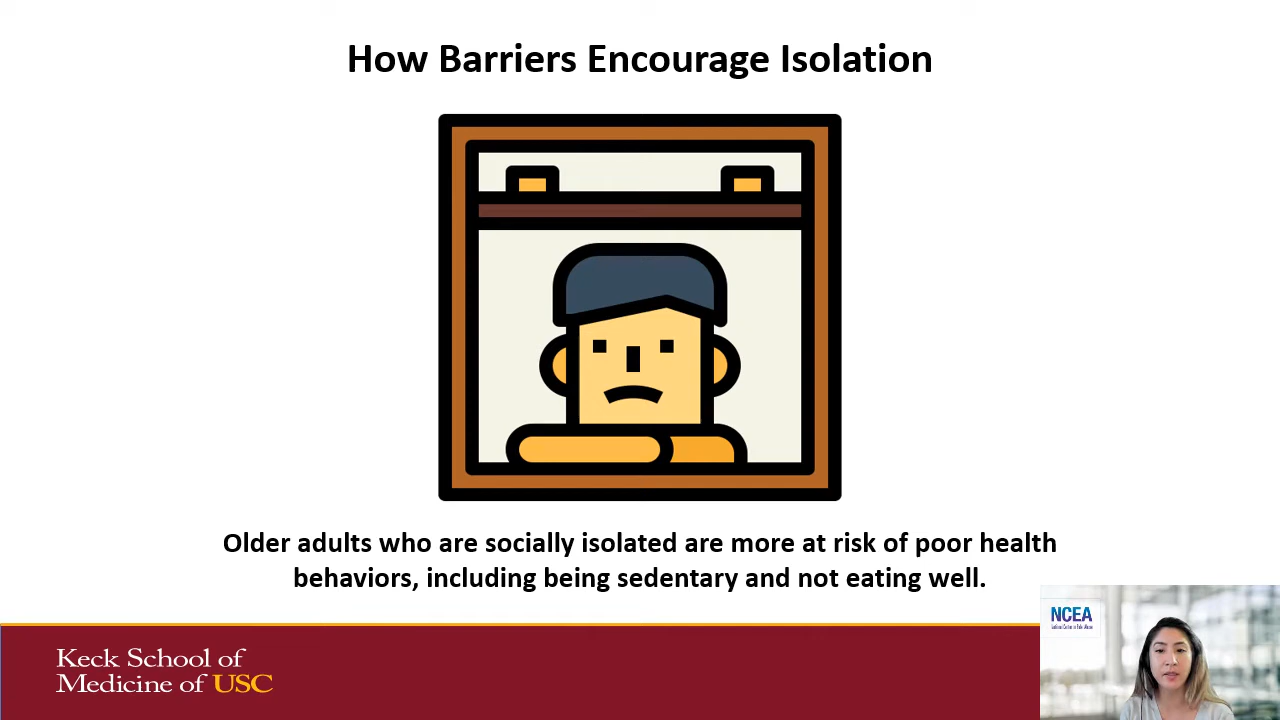 How Barriers Encourage Isolation
Older adults who are socially isolated are more at risk of poor health
behaviors, including being sedentary and not eating well.
Keck School of
Medicine of USC
NCEA